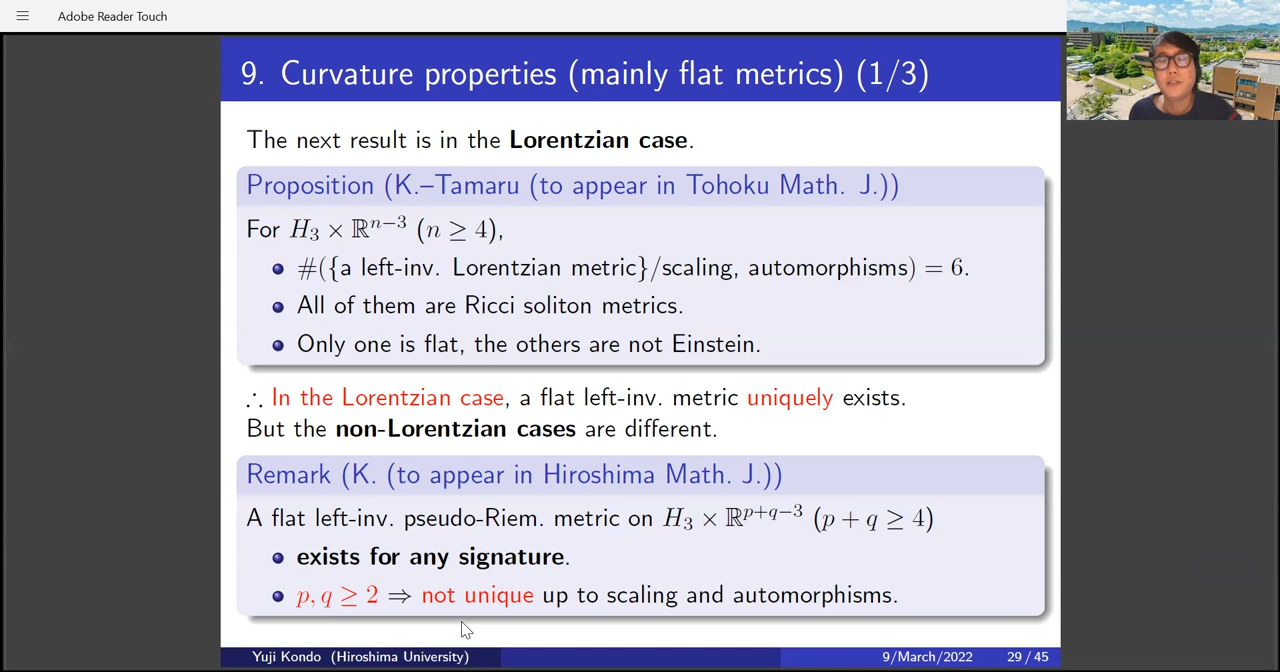 Adobe Reader Touch
9. Curvature properties (mainly flat metrics) (1/3)
The next result is in the Lorentzian case.
Proposition (K.–Tamaru (to appear in Tohoku Math. J.))
For H₃ × ℝⁿ⁻³ (n ≥ 4),
#({a left-inv. Lorentzian metric}/scaling, automorphisms) = 6.
All of them are Ricci soliton metrics.
Only one is flat, the others are not Einstein.
∴ In the Lorentzian case, a flat left-inv. metric uniquely exists.
But the non-Lorentzian cases are different.
Remark (K. (to appear in Hiroshima Math. J.))
A flat left-inv. pseudo-Riem. metric on H₃ × ℝ^{p+q−3} (p + q ≥ 4)
exists for any signature.
p, q ≥ 2 ⇒ not unique up to scaling and automorphisms.
Yuji Kondo (Hiroshima University) 9/March/2022 29 / 45